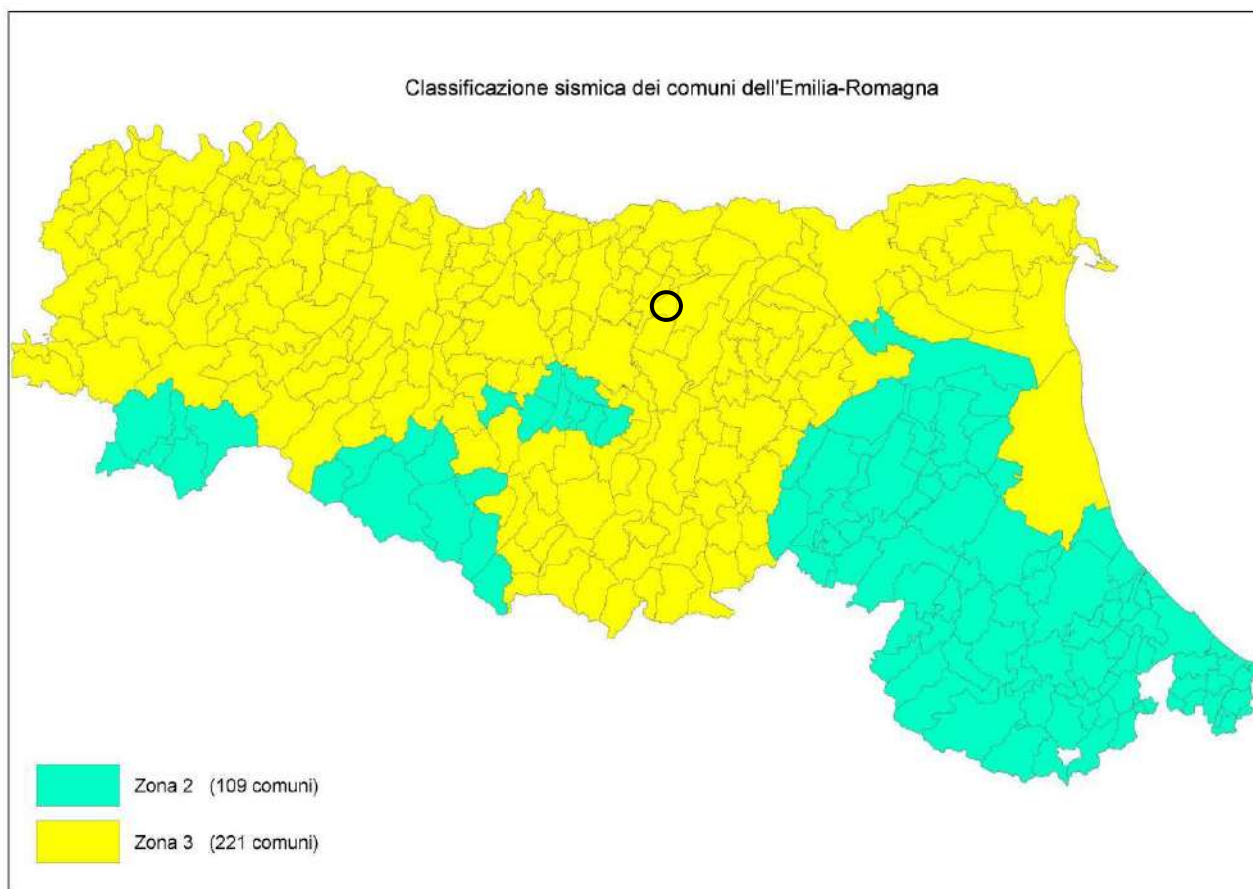 Classificazione sismica dei comuni dell'Emilia-Romagna
Zona 2 (109 comuni)
Zona 3 (221 comuni)